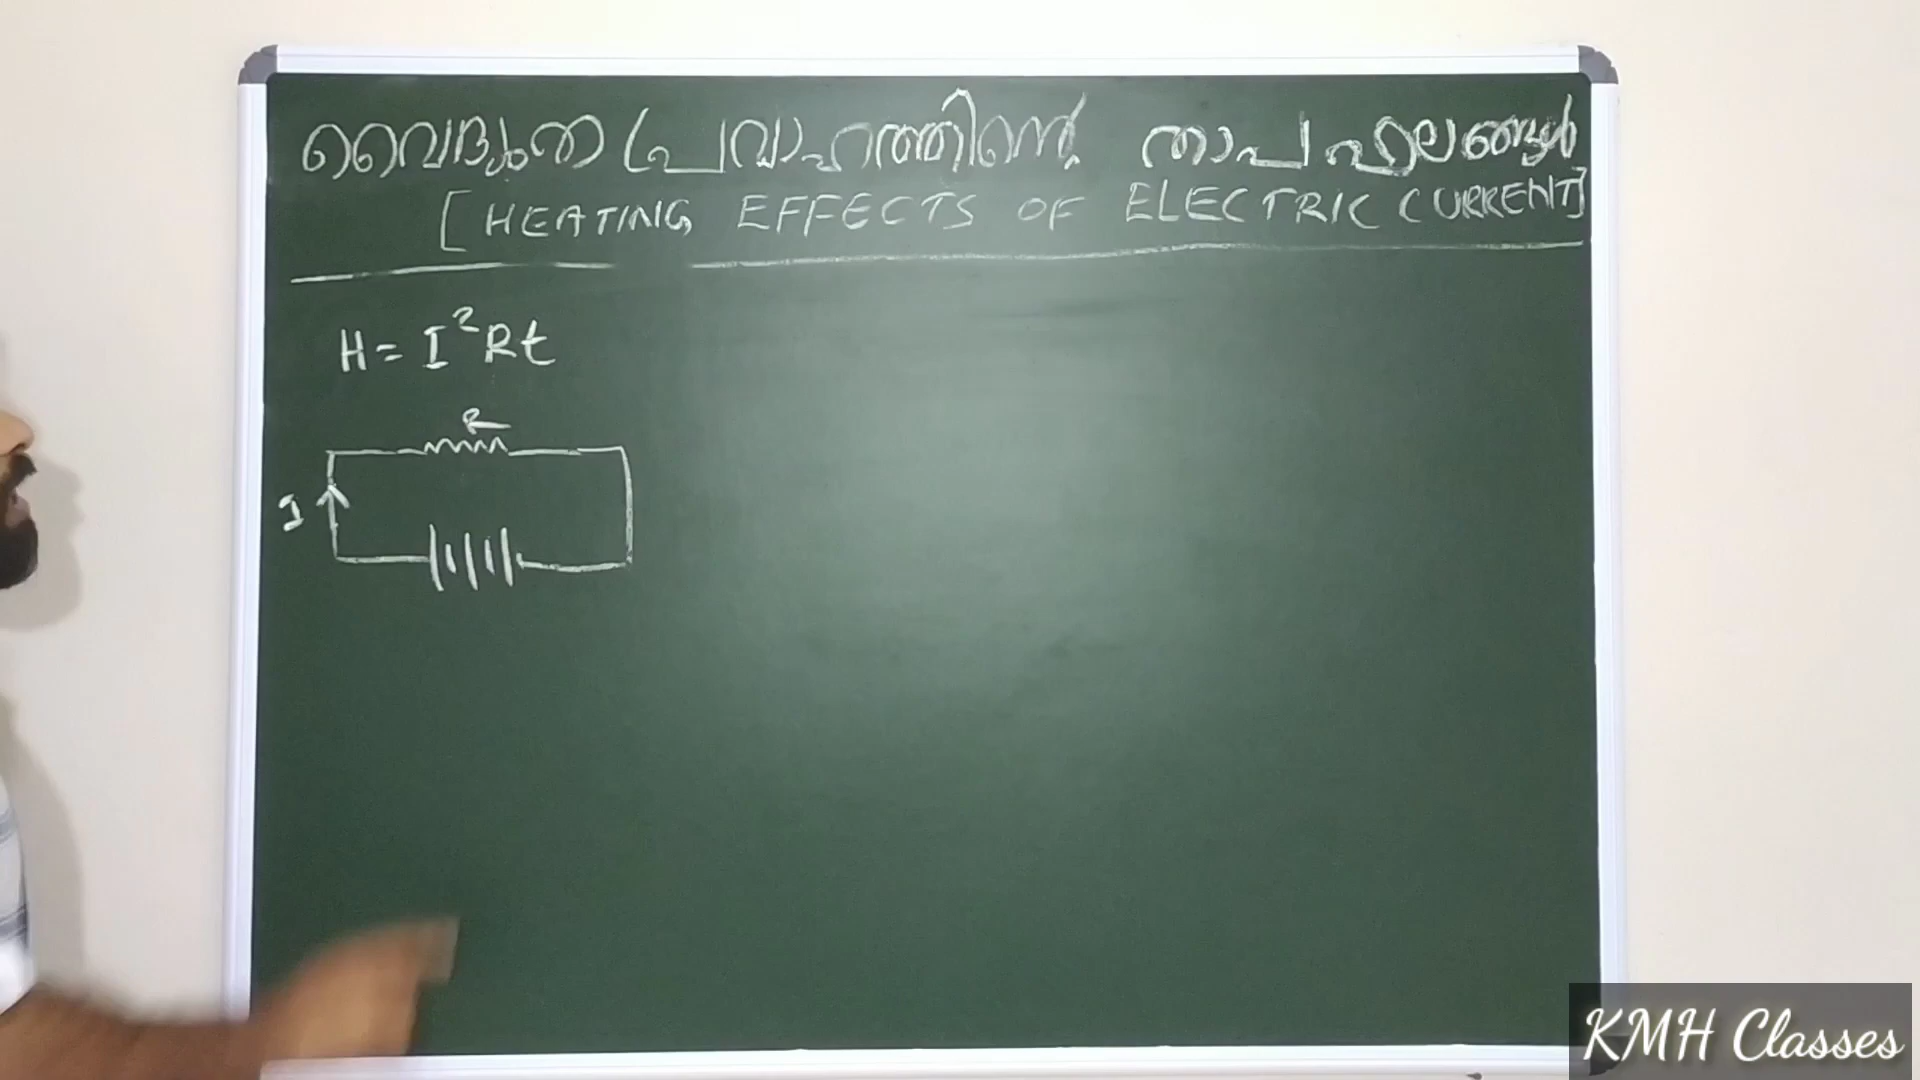 വൈദ്യുത പ്രവാഹത്തിന്റെ താപഫലങ്ങൾ
[HEATING EFFECTS OF ELECTRIC CURRENT]
H = I²Rt
R
I
KMH Classes